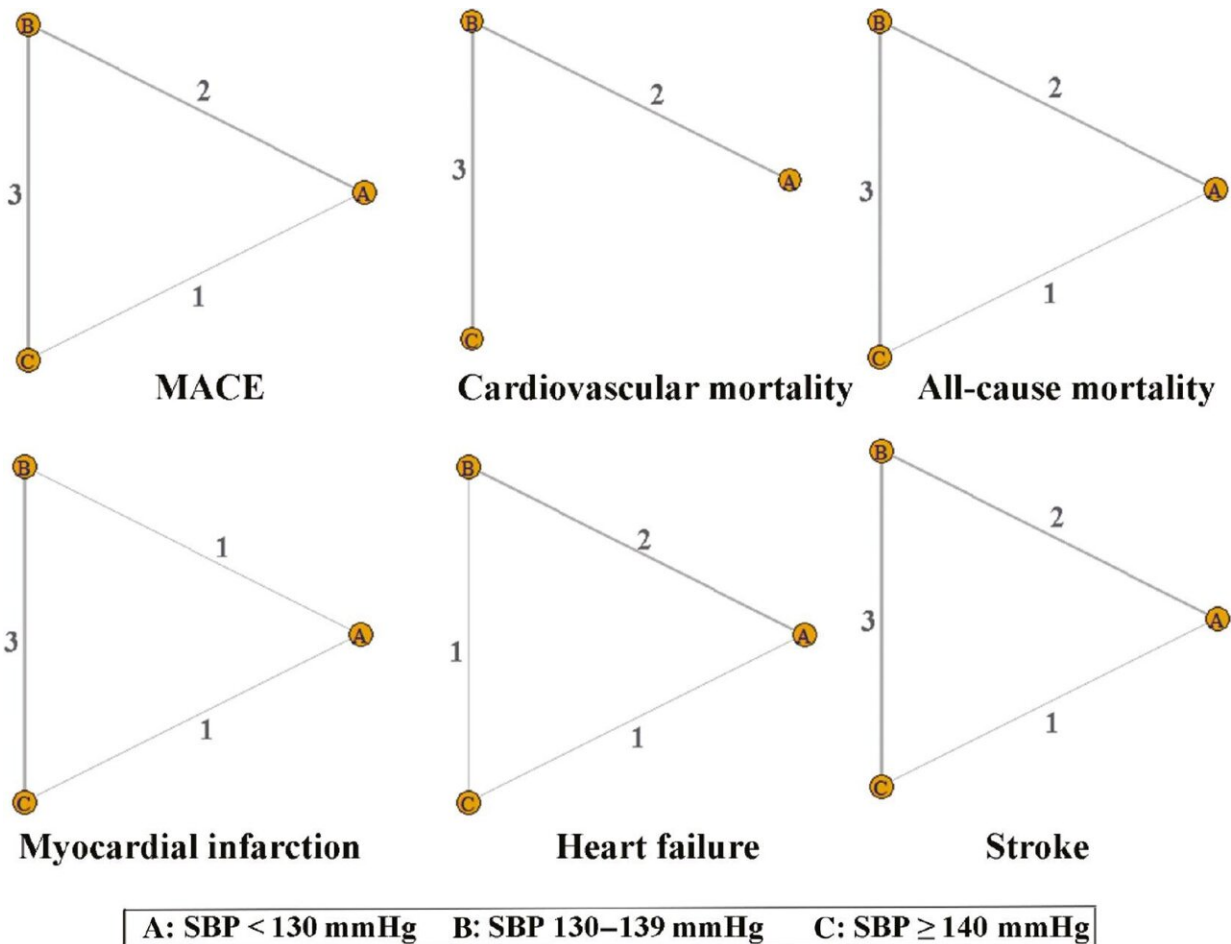 B
2
3
A
1
C
MACE
B
2
3
A
C
Cardiovascular mortality
B
2
3
A
1
C
All-cause mortality
B
1
3
A
1
C
Myocardial infarction
B
2
1
A
1
C
Heart failure
B
2
3
A
1
C
Stroke
A: SBP < 130 mmHg B: SBP 130–139 mmHg C: SBP ≥ 140 mmHg